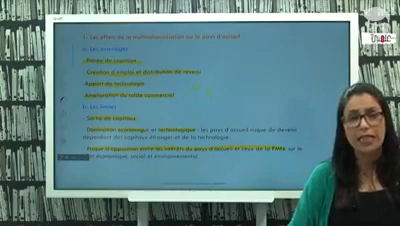 1- Les effets de la multinationalisation sur le pays d'accueil
a- Les avantages
Entrée de capitaux
Création d'emploi et distribution de revenu
Apport de technologie
Amélioration du solde commercial
b- Les limites
Sortie de capitaux
Domination économique et technologique : les pays d'accueil risque de devenir
dépendant des capitaux étranger et de la technologie
Risque d'opposition entre les intérêts du pays d'accueil et ceux de la FMN sur le
plan économique, social et environnemental